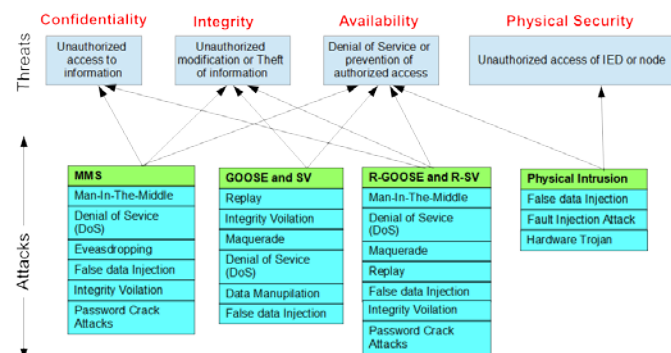 Confidentiality
Integrity
Availability
Physical Security
Threats
Unauthorized
access to
information
Unauthorized
modification or Theft
of information
Denial of Service or
prevention of
authorized access
Unauthorized access of IED or node
Attacks
MMS
Man-In-The-Middle
Denial of Sevice
(DoS)
Eveasdropping
False data Injection
Integrity Voilation
Password Crack
Attacks
GOOSE and SV
Replay
Integrity Voilation
Maquerade
Denial of Service
(DoS)
Data Manupilation
False data Injection
R-GOOSE and R-SV
Man-In-The-Middle
Denial of Sevice
(DoS)
Maquerade
Replay
False data Injection
Integrity Voilation
Password Crack
Attacks
Physical Intrusion
False data Injection
Fault Injection Attack
Hardware Trojan